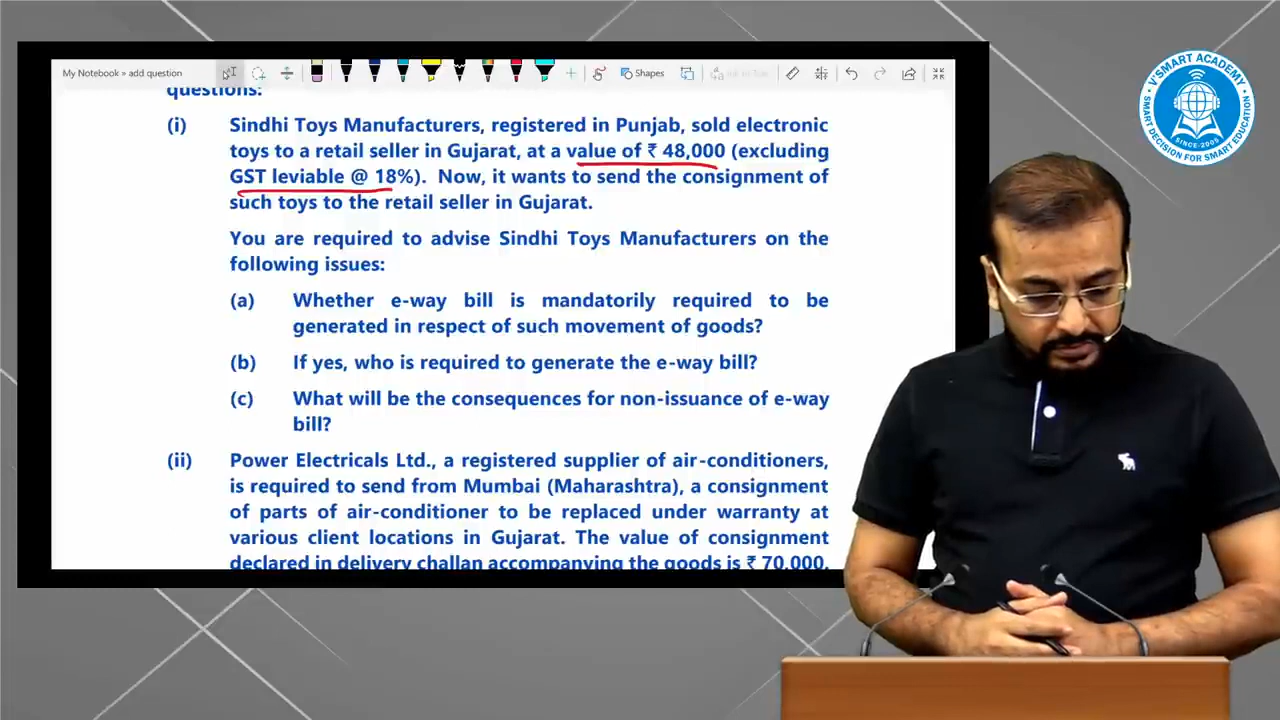 My Notebook » add question
Shapes
questions:
(i) Sindhi Toys Manufacturers, registered in Punjab, sold electronic
toys to a retail seller in Gujarat, at a value of ₹ 48,000 (excluding
GST leviable @ 18%). Now, it wants to send the consignment of
such toys to the retail seller in Gujarat.
You are required to advise Sindhi Toys Manufacturers on the
following issues:
(a) Whether e-way bill is mandatorily required to be
generated in respect of such movement of goods?
(b) If yes, who is required to generate the e-way bill?
(c) What will be the consequences for non-issuance of e-way
bill?
(ii) Power Electricals Ltd., a registered supplier of air-conditioners,
is required to send from Mumbai (Maharashtra), a consignment
of parts of air-conditioner to be replaced under warranty at
various client locations in Gujarat. The value of consignment
declared in delivery challan accompanying the goods is ₹ 70,000.
V'SMART ACADEMY
SINCE-2005
SMART DECISION FOR SMART EDUCATION